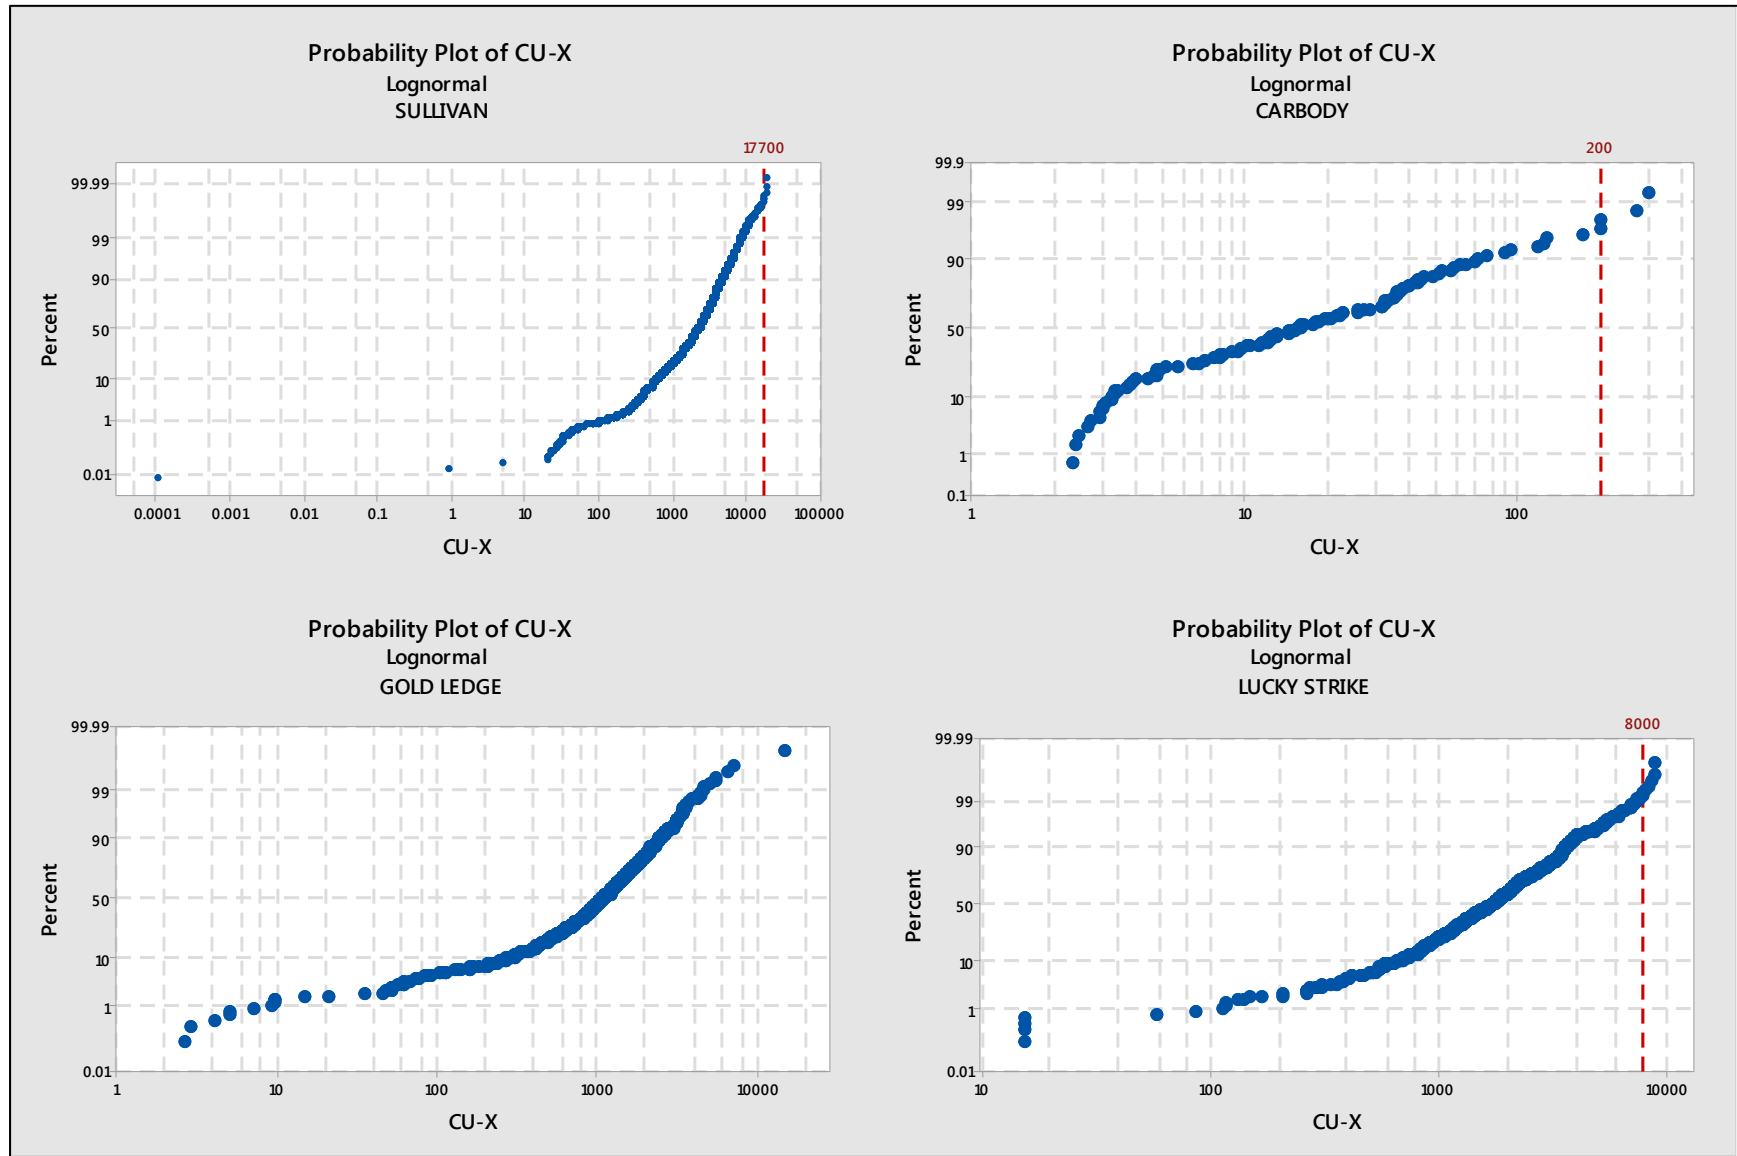 Probability Plot of CU-X
Lognormal
SULLIVAN
17700
99.99
99
90
50
10
1
0.01
Percent
0.0001 0.001 0.01 0.1 1 10 100 1000 10000 100000
CU-X
Probability Plot of CU-X
Lognormal
CARBODY
200
99.9
99
90
50
10
1
0.1
Percent
1 10 100
CU-X
Probability Plot of CU-X
Lognormal
GOLD LEDGE
99.99
99
90
50
10
1
0.01
Percent
1 10 100 1000 10000
CU-X
Probability Plot of CU-X
Lognormal
LUCKY STRIKE
8000
99.99
99
90
50
10
1
0.01
Percent
10 100 1000 10000
CU-X